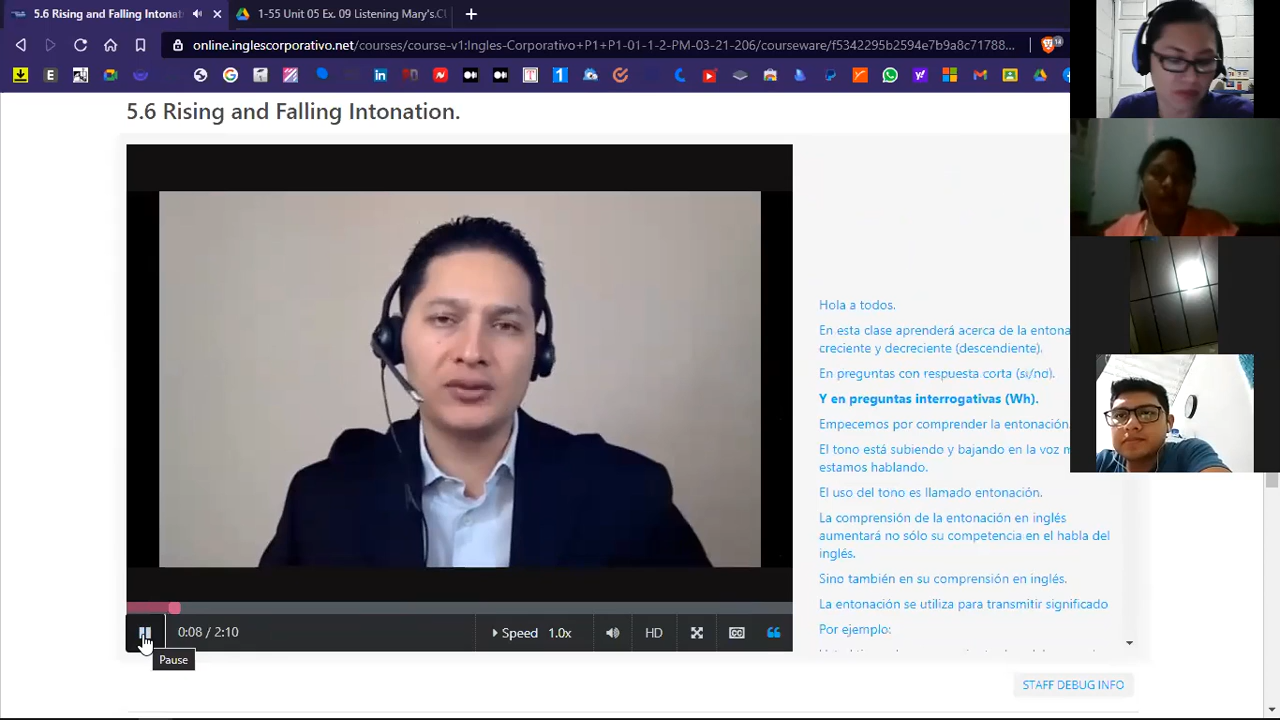 5.6 Rising and Falling Intonat
1-55 Unit 05 Ex. 09 Listening Mary's.C
online.inglescorporativo.net/courses/course-v1:Ingles-Corporativo+P1+P1-01-1-2-PM-03-21-206/courseware/f5342295b2594e7b9a8c71788...
14
5.6 Rising and Falling Intonation.
Hola a todos.
En esta clase aprenderá acerca de la entona
creciente y decreciente (descendiente).
En preguntas con respuesta corta (si/no).
Y en preguntas interrogativas (Wh).
Empecemos por comprender la entonación.
El tono está subiendo y bajando en la voz m
estamos hablando.
El uso del tono es llamado entonación.
La comprensión de la entonación en inglés
aumentará no sólo su competencia en el habla del
inglés.
Sino también en su comprensión en inglés.
La entonación se utiliza para transmitir significado
Por ejemplo:
0:08 / 2:10
Speed 1.0x
HD
Pause
STAFF DEBUG INFO